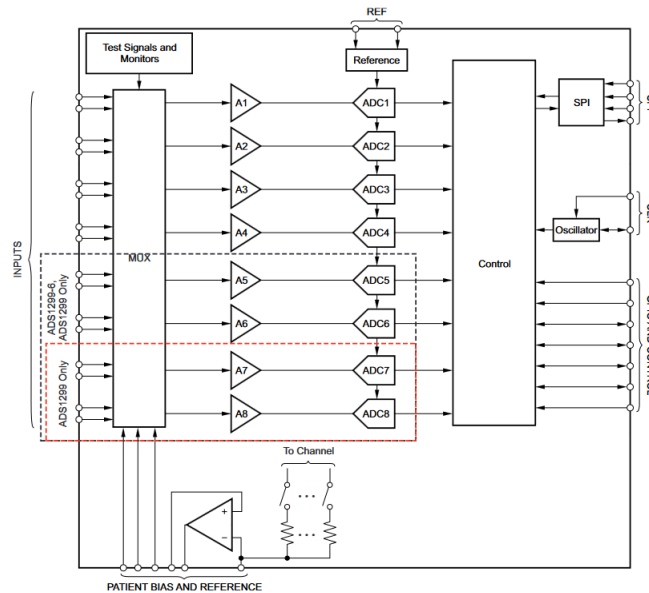 REF
Test Signals and
Monitors
Reference
A1
ADC1
SPI
A2
ADC2
A3
ADC3
A4
ADC4
Oscillator
MUX
Control
INPUTS
A5
ADC5
ADS1299-6,
ADS1299 Only
A6
ADC6
A7
ADC7
ADS1299 Only
A8
ADC8
To Channel
+
−
PATIENT BIAS AND REFERENCE